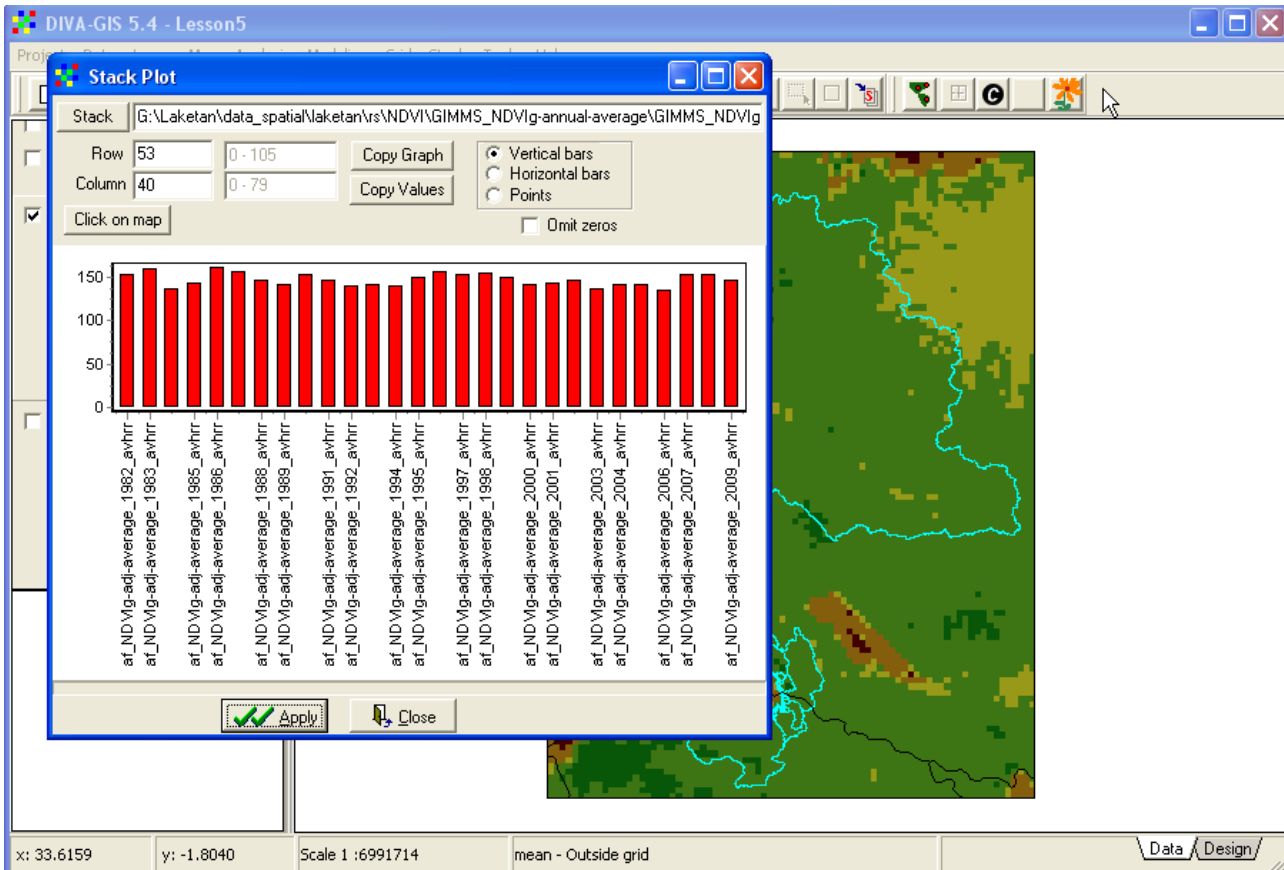 DIVA-GIS 5.4 - Lesson5
Stack Plot
Stack G:\Laketan\data_spatial\laketan\rs\NDVI\GIMMS_NDVIg-annual-average\GIMMS_NDVIg
Row 53 0 - 105 Copy Graph Vertical bars
Horizontal bars
Column 40 0 - 79 Copy Values Points
Click on map Omit zeros
150
100
50
0
af_NDVIg-adj-average_1982_avhrr
af_NDVIg-adj-average_1983_avhrr
af_NDVIg-adj-average_1985_avhrr
af_NDVIg-adj-average_1986_avhrr
af_NDVIg-adj-average_1988_avhrr
af_NDVIg-adj-average_1989_avhrr
af_NDVIg-adj-average_1991_avhrr
af_NDVIg-adj-average_1992_avhrr
af_NDVIg-adj-average_1994_avhrr
af_NDVIg-adj-average_1995_avhrr
af_NDVIg-adj-average_1997_avhrr
af_NDVIg-adj-average_1998_avhrr
af_NDVIg-adj-average_2000_avhrr
af_NDVIg-adj-average_2001_avhrr
af_NDVIg-adj-average_2003_avhrr
af_NDVIg-adj-average_2004_avhrr
af_NDVIg-adj-average_2006_avhrr
af_NDVIg-adj-average_2007_avhrr
af_NDVIg-adj-average_2009_avhrr
Apply Close
x: 33.6159 y: -1.8040 Scale 1 :6991714 mean - Outside grid Data Design